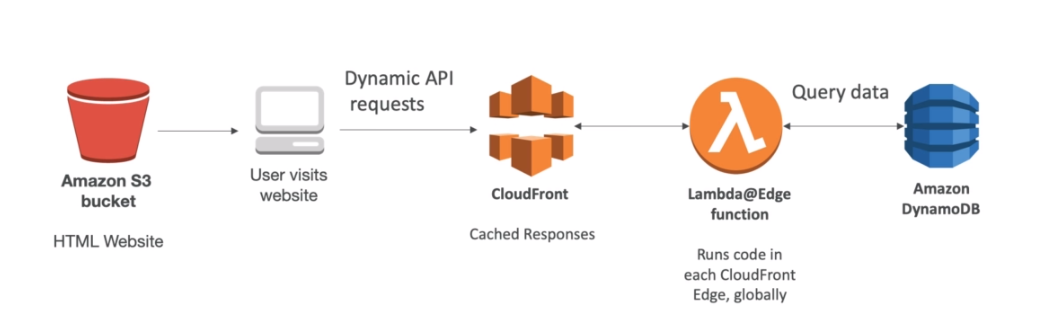 Amazon S3
bucket
HTML Website
User visits
website
Dynamic API
requests
CloudFront
Cached Responses
λ
Lambda@Edge
function
Runs code in
each CloudFront
Edge, globally
Query data
Amazon
DynamoDB